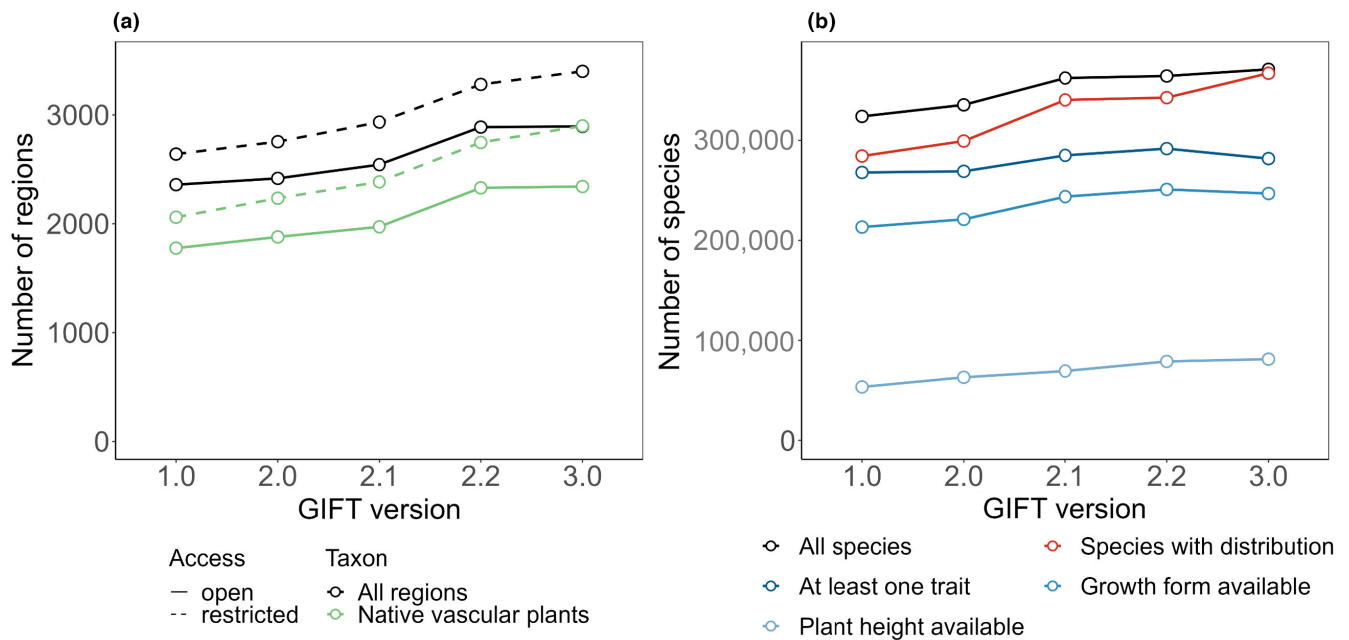 (a)
Number of regions
3000
2000
1000
0
1.0 2.0 2.1 2.2 3.0
GIFT version
Access
open
restricted
Taxon
All regions
Native vascular plants
(b)
Number of species
300,000
200,000
100,000
0
1.0 2.0 2.1 2.2 3.0
GIFT version
All species
Species with distribution
At least one trait
Growth form available
Plant height available